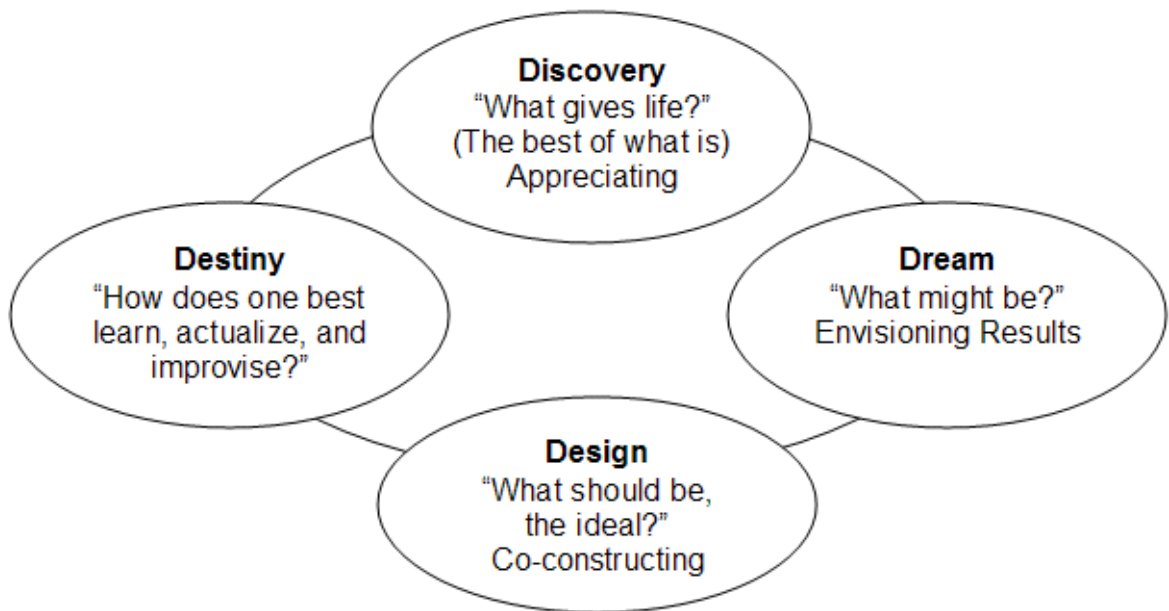 Discovery
“What gives life?”
(The best of what is)
Appreciating
Dream
“What might be?”
Envisioning Results
Design
“What should be,
the ideal?”
Co-constructing
Destiny
“How does one best
learn, actualize, and
improvise?”